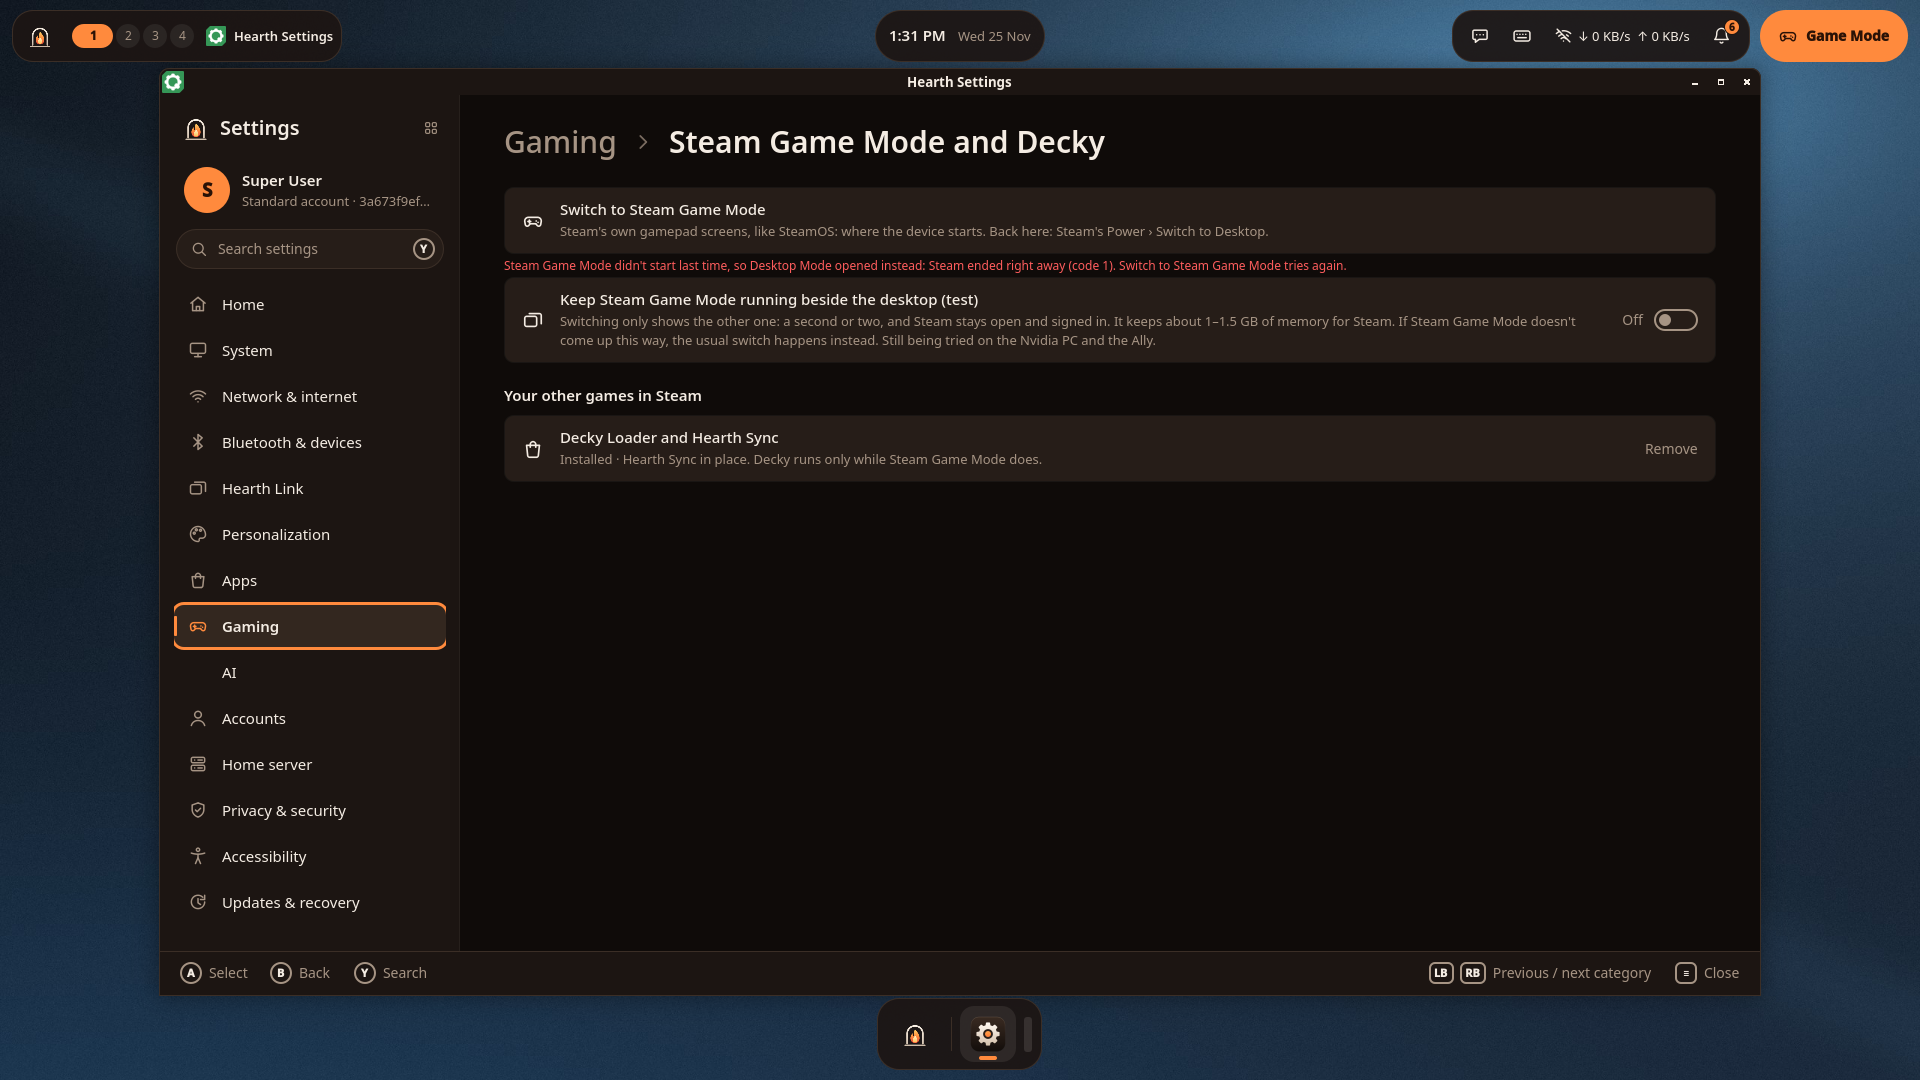 1 2 3 4 Hearth Settings
1:31 PM Wed 25 Nov
↓ 0 KB/s ↑ 0 KB/s
6
Game Mode
Hearth Settings
Settings
S
Super User
Standard account · 3a673f9ef...
Search settings Y
Home
System
Network & internet
Bluetooth & devices
Hearth Link
Personalization
Apps
Gaming
AI
Accounts
Home server
Privacy & security
Accessibility
Updates & recovery
Gaming › Steam Game Mode and Decky
Switch to Steam Game Mode
Steam's own gamepad screens, like SteamOS: where the device starts. Back here: Steam's Power › Switch to Desktop.
Steam Game Mode didn't start last time, so Desktop Mode opened instead: Steam ended right away (code 1). Switch to Steam Game Mode tries again.
Keep Steam Game Mode running beside the desktop (test)
Switching only shows the other one: a second or two, and Steam stays open and signed in. It keeps about 1–1.5 GB of memory for Steam. If Steam Game Mode doesn't
come up this way, the usual switch happens instead. Still being tried on the Nvidia PC and the Ally.
Off
Your other games in Steam
Decky Loader and Hearth Sync
Installed · Hearth Sync in place. Decky runs only while Steam Game Mode does.
Remove
A Select B Back Y Search
LB RB Previous / next category ≡ Close